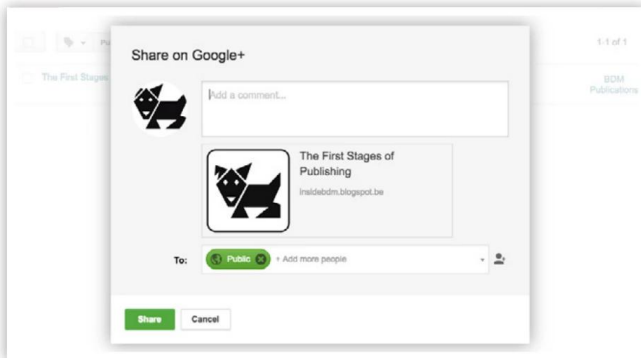 Share on Google+
Pu
1-1 of 1
The First Stages
BDM
Publications
Add a comment...
The First Stages of
Publishing
insidebdm.blogspot.be
To:
Public
+ Add more people
Share
Cancel